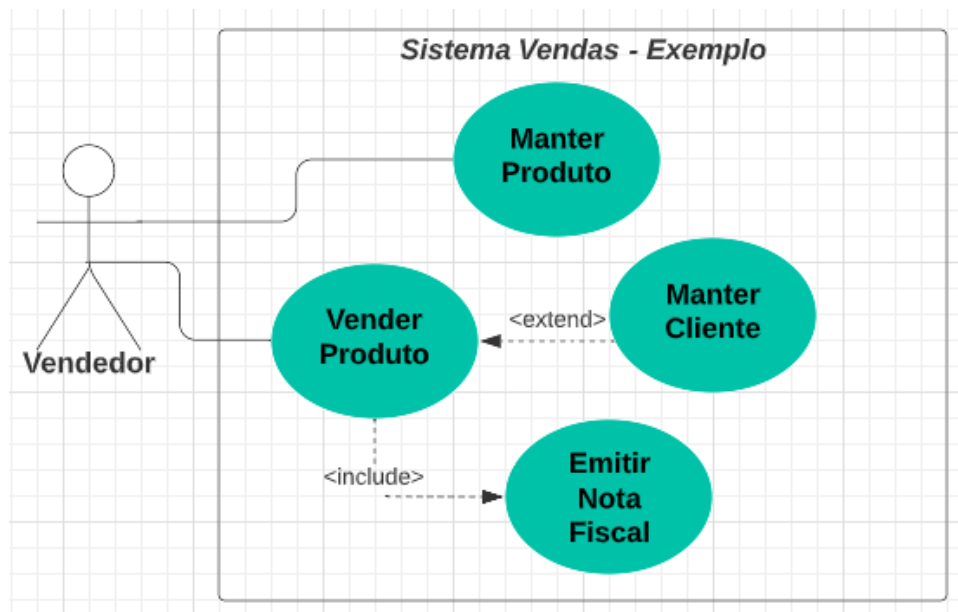 Sistema Vendas - Exemplo
Manter
Produto
Manter
Cliente
<extend>
Vender
Produto
Vendedor
<include>
Emitir
Nota
Fiscal